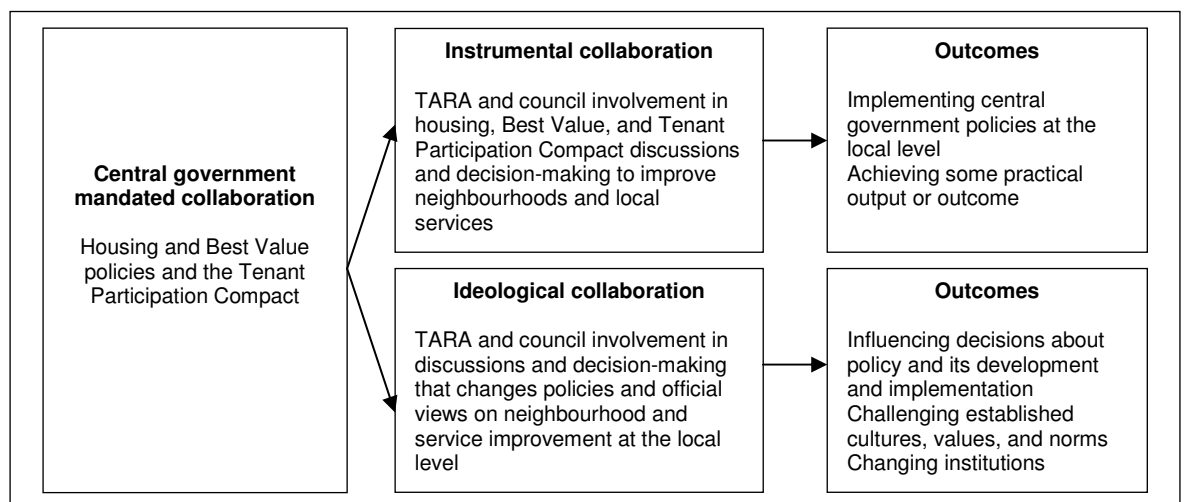 Central government
mandated collaboration
Housing and Best Value
policies and the Tenant
Participation Compact
Instrumental collaboration
TARA and council involvement in
housing, Best Value, and Tenant
Participation Compact discussions
and decision-making to improve
neighbourhoods and local
services
Outcomes
Implementing central
government policies at the
local level
Achieving some practical
output or outcome
Ideological collaboration
TARA and council involvement in
discussions and decision-making
that changes policies and official
views on neighbourhood and
service improvement at the local
level
Outcomes
Influencing decisions about
policy and its development
and implementation
Challenging established
cultures, values, and norms
Changing institutions